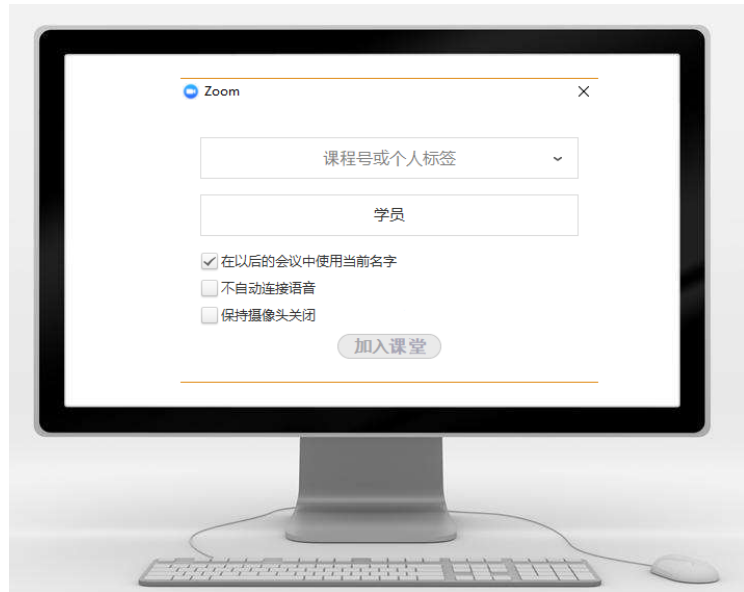 Zoom
课程号或个人标签
学员
在以后的会议中使用当前名字
不自动连接语音
保持摄像头关闭
加入课堂